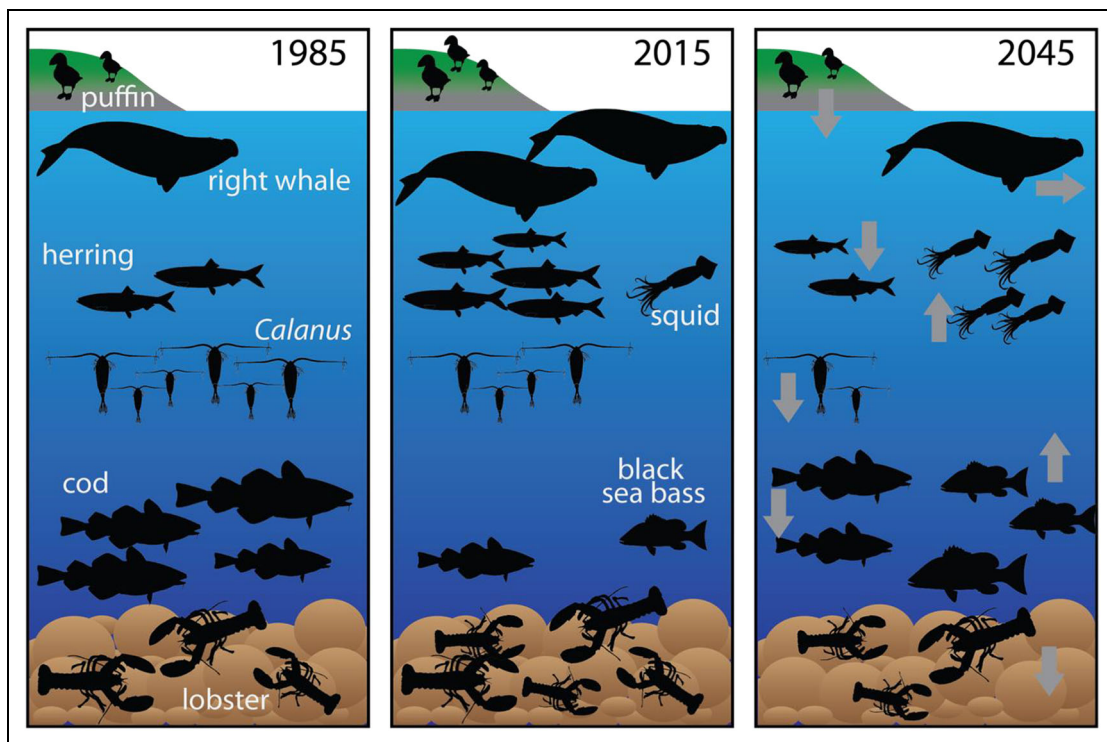 1985
puffin
right whale
herring
Calanus
cod
lobster
2015
squid
black
sea bass
2045